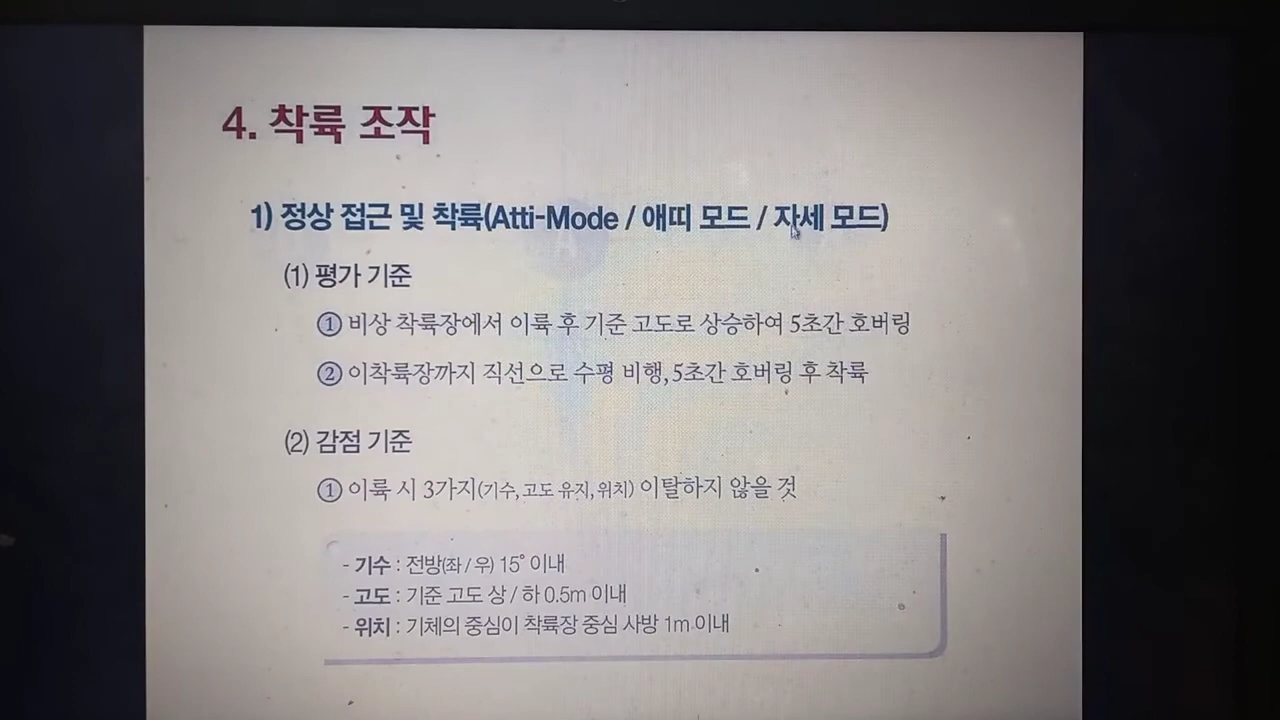 4. 착륙 조작
1) 정상 접근 및 착륙(Atti-Mode / 애띠 모드 / 자세 모드)
(1) 평가 기준
① 비상 착륙장에서 이륙 후 기준 고도로 상승하여 5초간 호버링
② 이착륙장까지 직선으로 수평 비행, 5초간 호버링 후 착륙
(2) 감점 기준
① 이륙 시 3가지(기수, 고도 유지, 위치) 이탈하지 않을 것
- 기수 : 전방(좌 / 우) 15° 이내
- 고도 : 기준 고도 상 / 하 0.5m 이내
- 위치 : 기체의 중심이 착륙장 중심 사방 1m 이내